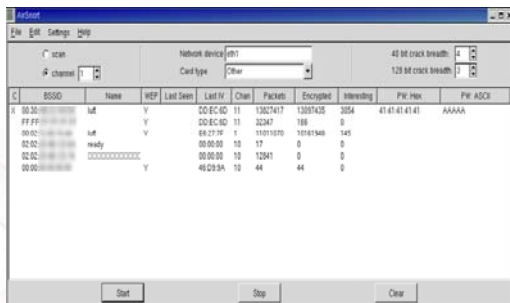 AirSnort
File Edit Settings Help
scan
channel 1
Network device eth1
Card type Other
40 bit crack breadth: 4
128 bit crack breadth: 3
C BSSID Name WEP Last Seen Last IV Chan Packets Encrypted Interesting PW: Hex PW: ASCII
X 00:30: luft Y DD:EC:6D 11 13827417 13097435 3054 41:41:41:41:41 AAAAA
FF:FF Y DD:EC:6D 11 32347 186 0
00:02: luft Y E6:27:7F 1 11011070 10161946 145
02:02: ready 00:00:00 10 17 0 0
02:02: 00:00:00 10 12841 0 0
00:00: Y 46:D9:9A 10 44 44 0
Start Stop Clear